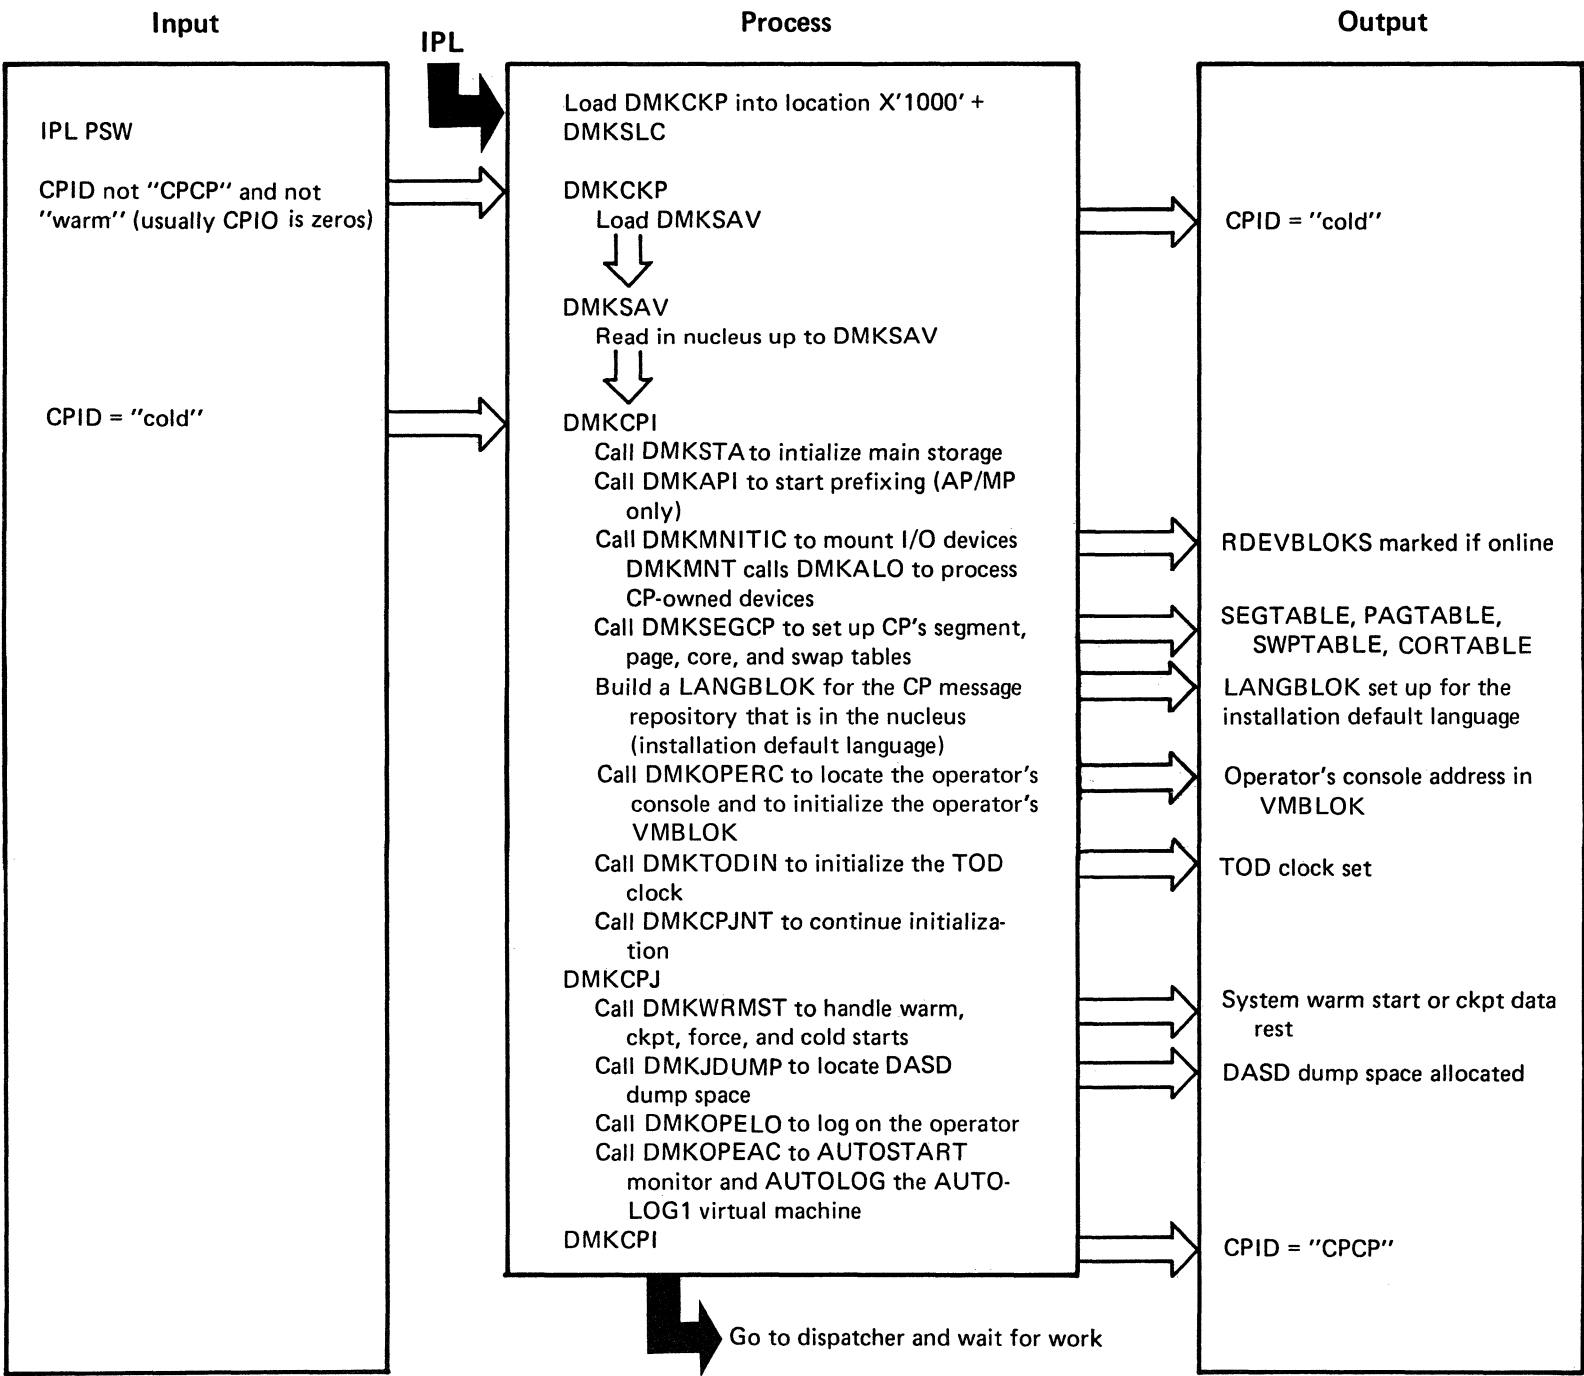 Input
Process
Output
IPL
IPL PSW
CPID not "CPCP" and not
"warm" (usually CPIO is zeros)
CPID = "cold"
Load DMKCKP into location X'1000' +
DMKSLC
DMKCKP
Load DMKSAV
DMKSAV
Read in nucleus up to DMKSAV
DMKCPI
Call DMKSTA to intialize main storage
Call DMKAPI to start prefixing (AP/MP
only)
Call DMKMNITIC to mount I/O devices
DMKMNT calls DMKALO to process
CP-owned devices
Call DMKSEGCP to set up CP's segment,
page, core, and swap tables
Build a LANGBLOK for the CP message
repository that is in the nucleus
(installation default language)
Call DMKOPERC to locate the operator's
console and to initialize the operator's
VMBLOK
Call DMKTODIN to initialize the TOD
clock
Call DMKCPJNT to continue initializa-
tion
DMKCPJ
Call DMKWRMST to handle warm,
ckpt, force, and cold starts
Call DMKJDUMP to locate DASD
dump space
Call DMKOPELO to log on the operator
Call DMKOPEAC to AUTOSTART
monitor and AUTOLOG the AUTO-
LOG1 virtual machine
DMKCPI
Go to dispatcher and wait for work
CPID = "cold"
RDEVBLOKS marked if online
SEGTABLE, PAGTABLE,
SWPTABLE, CORTABLE
LANGBLOK set up for the
installation default language
Operator's console address in
VMBLOK
TOD clock set
System warm start or ckpt data
rest
DASD dump space allocated
CPID = "CPCP"